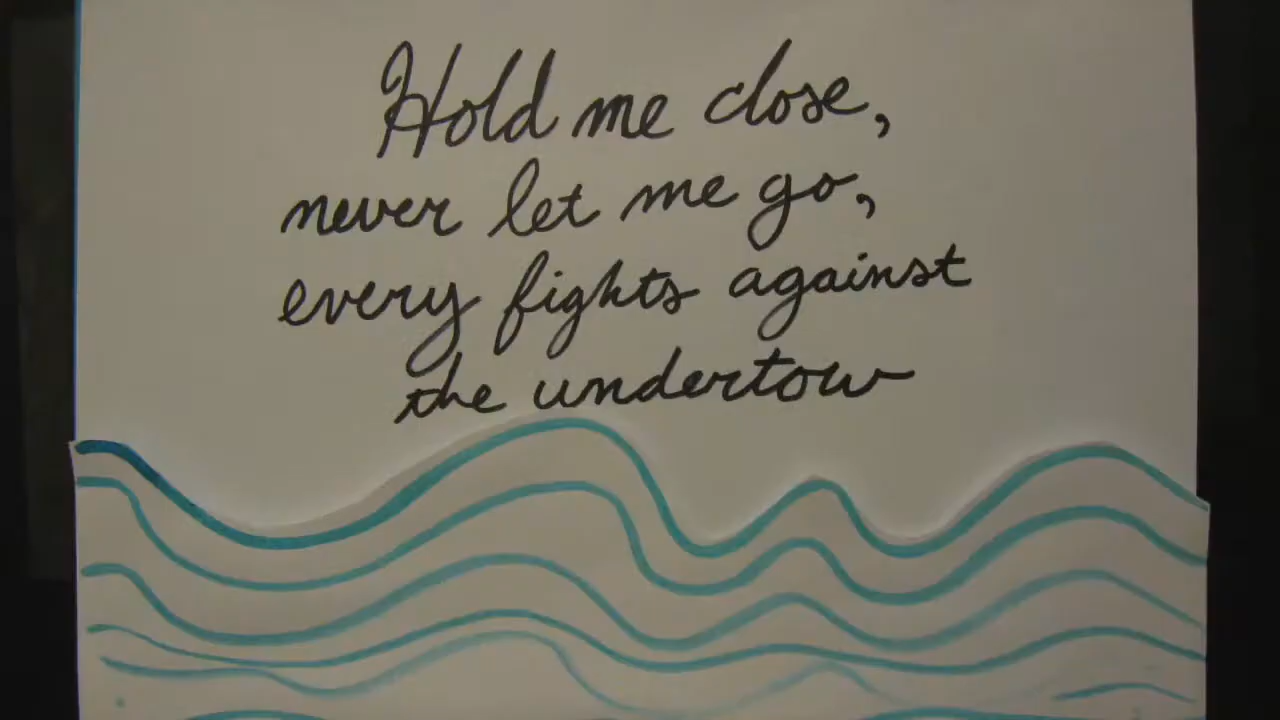 Hold me close,
never let me go,
every fights against
the undertow